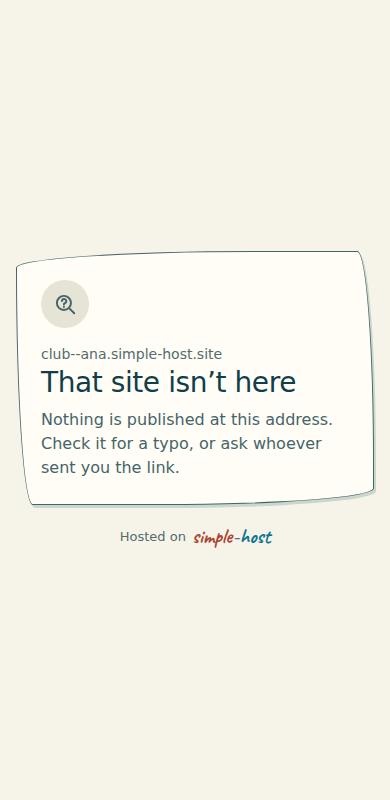 club--ana.simple-host.site
That site isn’t here
Nothing is published at this address.
Check it for a typo, or ask whoever
sent you the link.
Hosted on simple-host